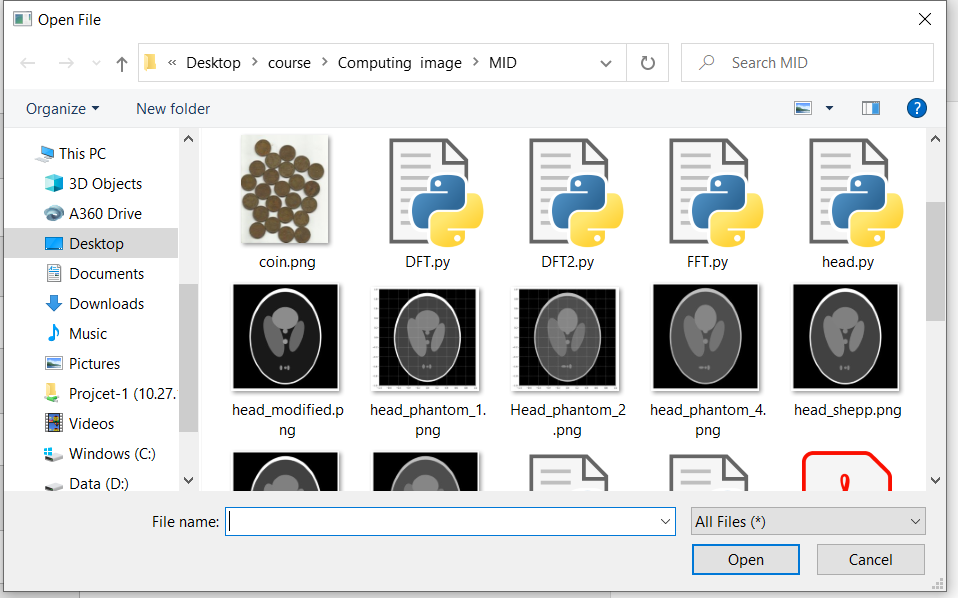 Open File
« Desktop > course > Computing image > MID
Search MID
Organize
New folder
?
This PC
3D Objects
A360 Drive
Desktop
Documents
Downloads
Music
Pictures
Projcet-1 (10.27.
Videos
Windows (C:)
Data (D:)
coin.png
DFT.py
DFT2.py
FFT.py
head.py
head_modified.p
ng
head_phantom_1.
png
Head_phantom_2
.png
head_phantom_4.
png
head_shepp.png
File name:
All Files (*)
Open
Cancel